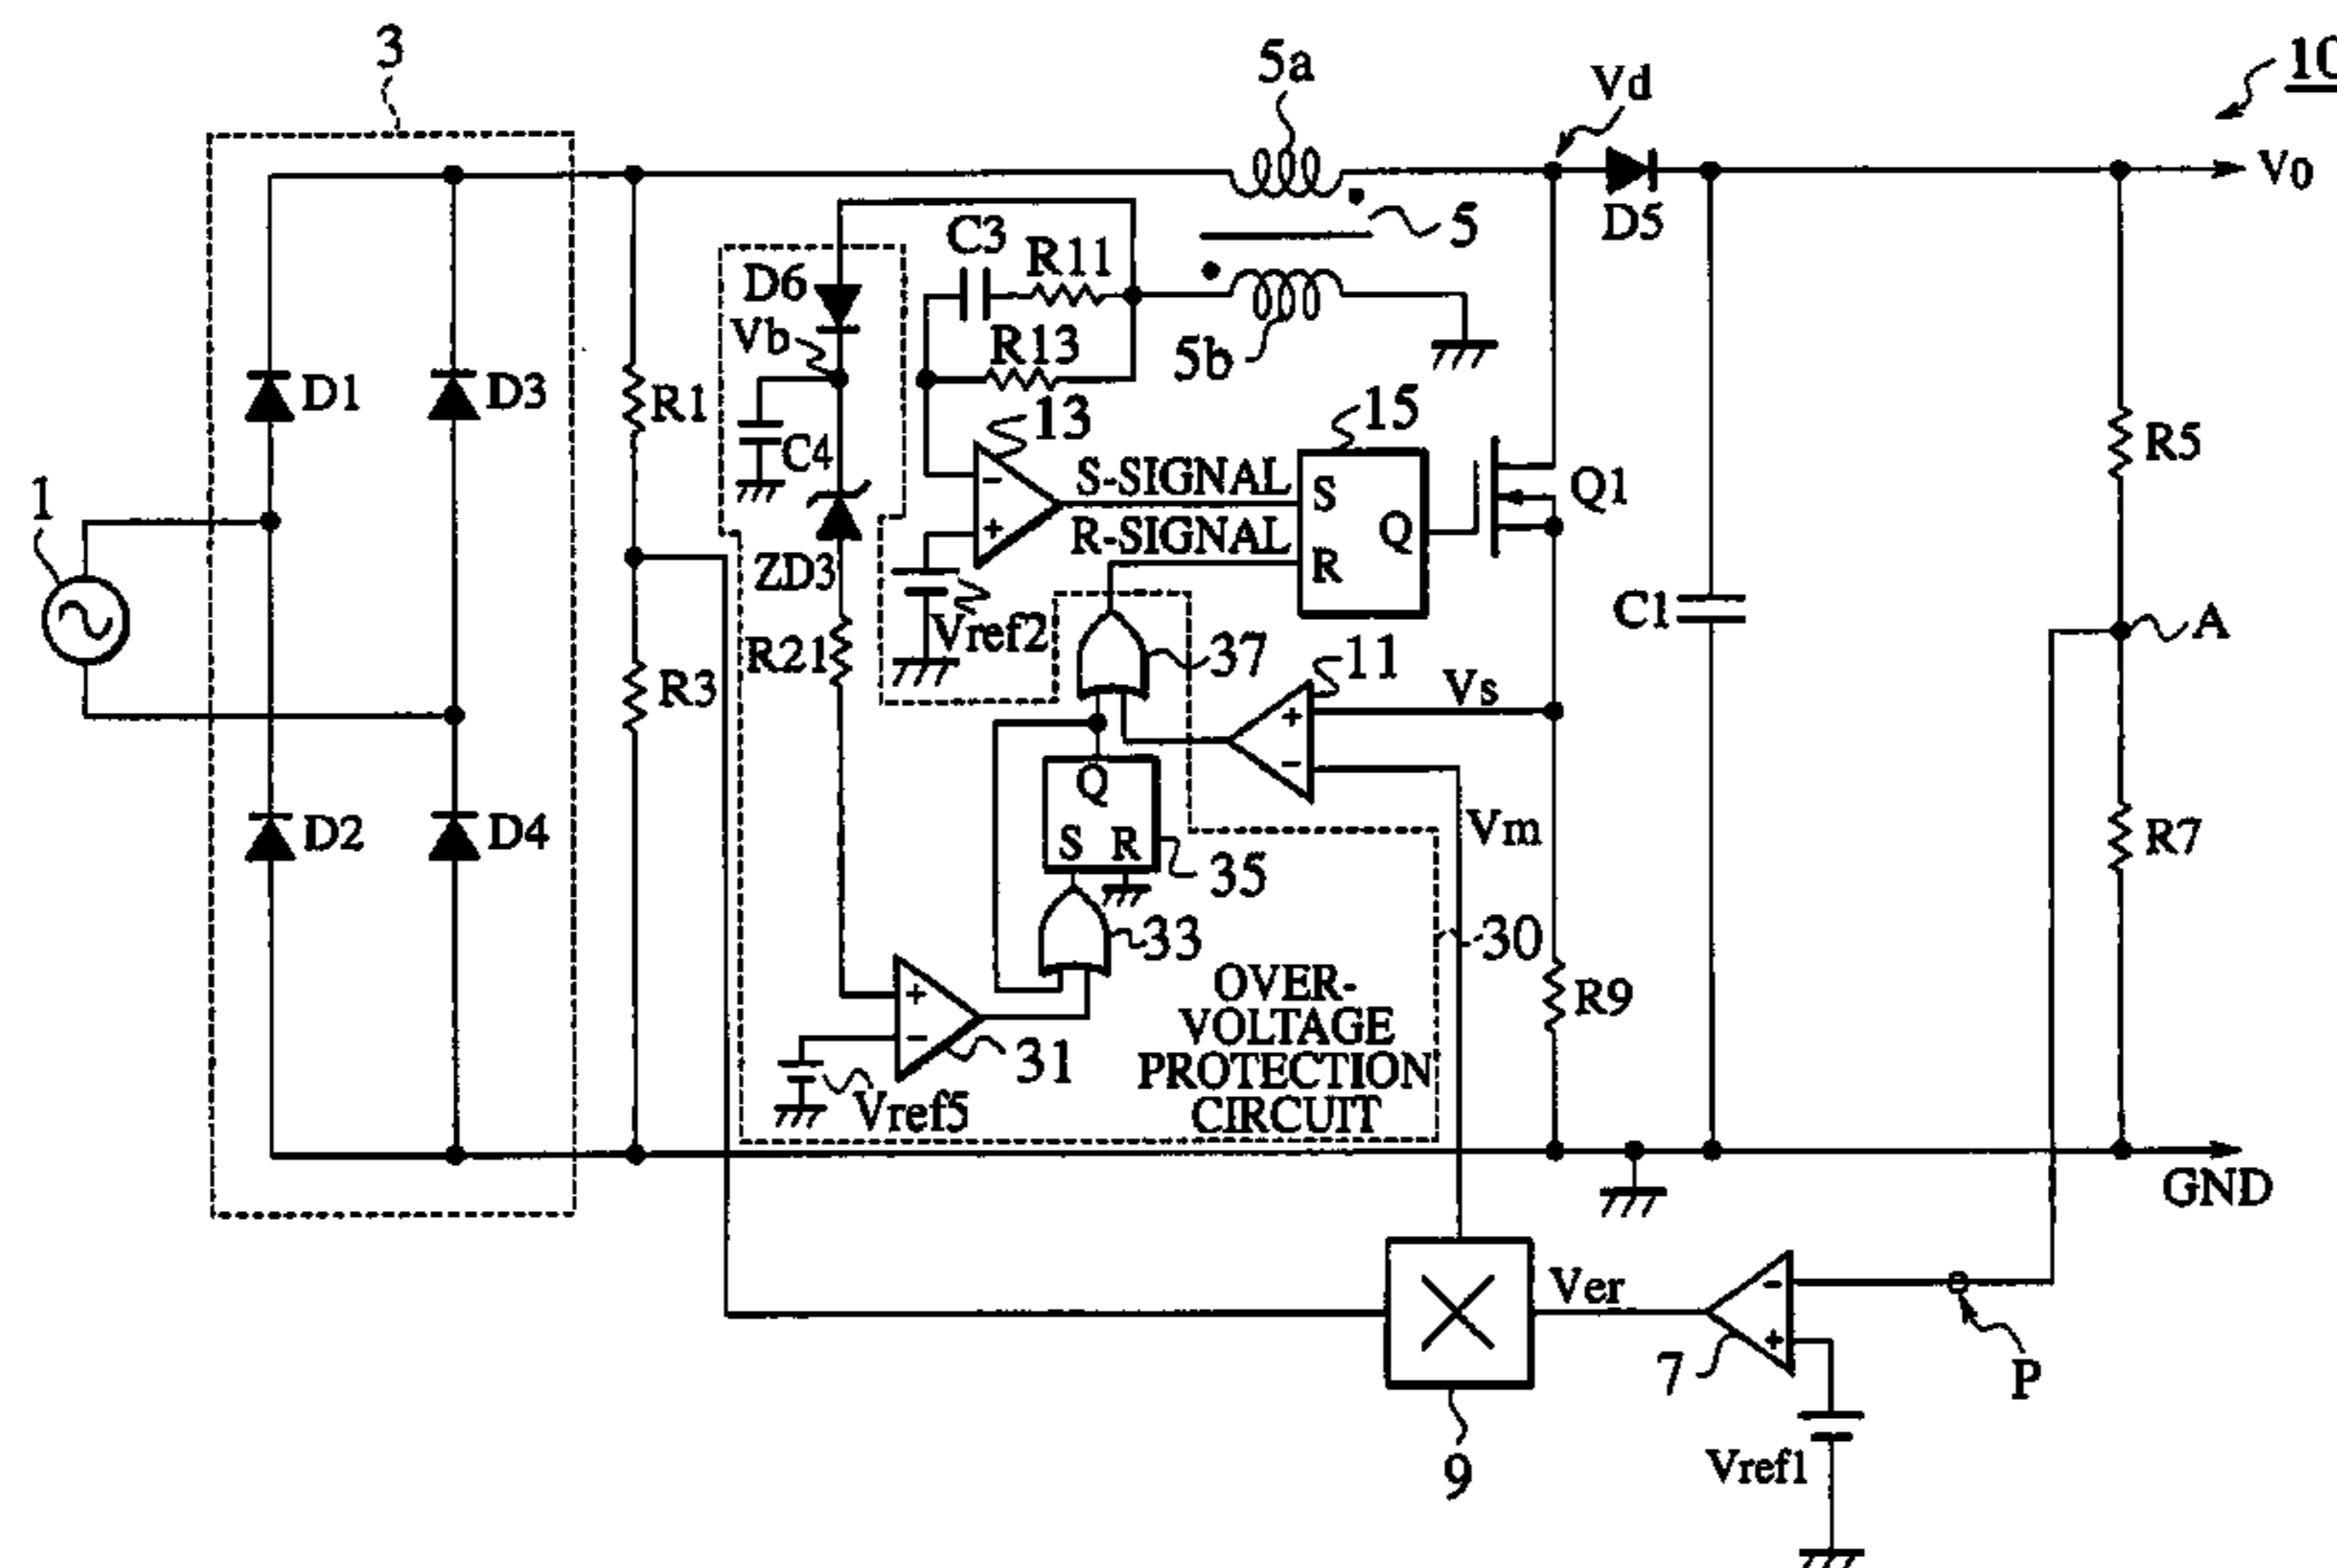 3
5a
Vd
10
V0
5
D5
C3
R11
D6
Vb
R13
5b
D1
D3
R1
13
15
C4
R5
1
S-SIGNAL
S
Q
Q1
R-SIGNAL
R
ZD3
Vref2
C1
A
R21
37
11
R3
Vs
+
-
Q
Vm
D2
D4
S R
35
R7
33
30
OVER-
VOLTAGE
PROTECTION
CIRCUIT
R9
+
-
31
Vref5
GND
Ver
-
+
7
P
9
Vref1
-
+